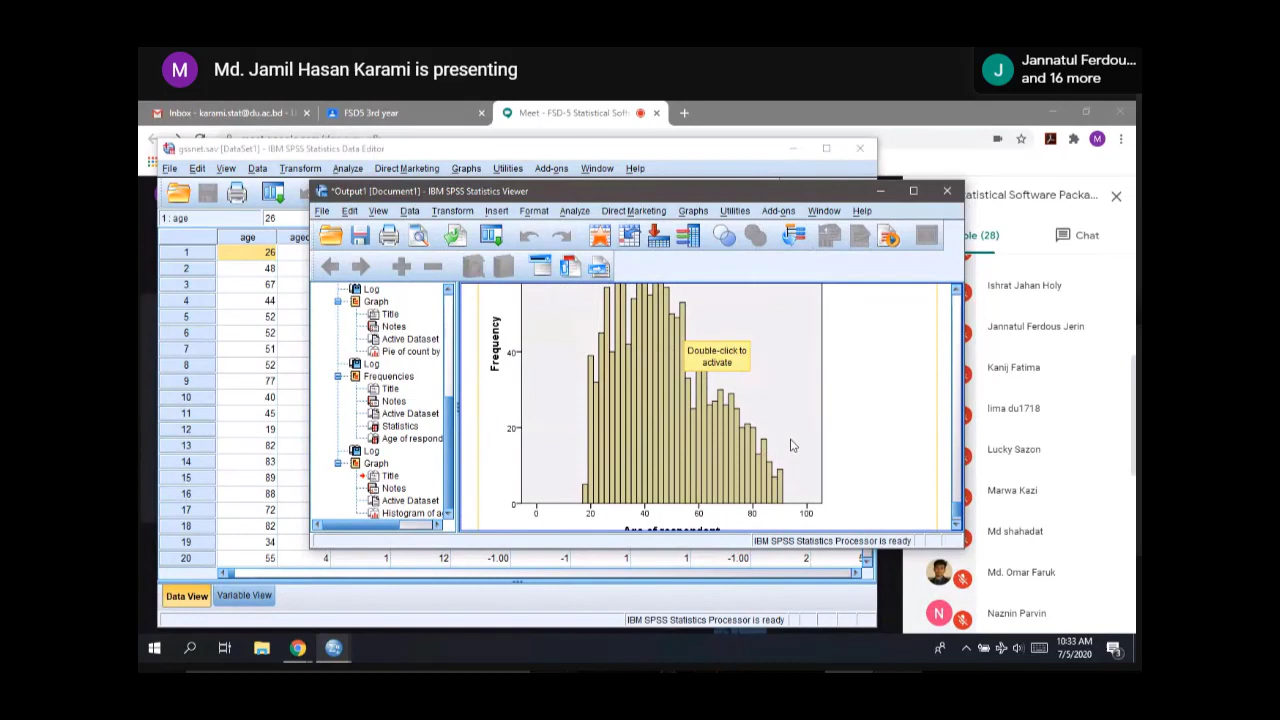 M Md. Jamil Hasan Karami is presenting
J Jannatul Ferdou...
and 16 more
Inbox - karami.stat@du.ac.bd -
FSD5 3rd year
Meet - FSD-5 Statistical Soft
gssnet.sav [DataSet1] - IBM SPSS Statistics Data Editor
File Edit View Data Transform Analyze Direct Marketing Graphs Utilities Add-ons Window Help
1 : age 26
age
1 26
2 48
3 67
4 44
5 52
6 52
7 51
8 52
9 77
10 40
11 45
12 19
13 82
14 83
15 89
16 88
17 72
18 82
19 34
20 55 4 1 12 -1.00 -1 1 1 -1.00 2
Data View Variable View
IBM SPSS Statistics Processor is ready
*Output1 [Document1] - IBM SPSS Statistics Viewer
File Edit View Data Transform Insert Format Analyze Direct Marketing Graphs Utilities Add-ons Window Help
Log
Graph
Title
Notes
Active Dataset
Pie of count by
Log
Frequencies
Title
Notes
Active Dataset
Statistics
Age of respond
Log
Graph
Title
Notes
Active Dataset
Histogram of a
Frequency
40
20
0
0 20 40 60 80 100
Age of respondent
Double-click to
activate
IBM SPSS Statistics Processor is ready
atistical Software Packa...
(28) Chat
Ishrat Jahan Holy
Jannatul Ferdous Jerin
Kanij Fatima
lima du1718
Lucky Sazon
Marwa Kazi
Md shahadat
Md. Omar Faruk
N Naznin Parvin
M
10:33 AM
7/5/2020
3